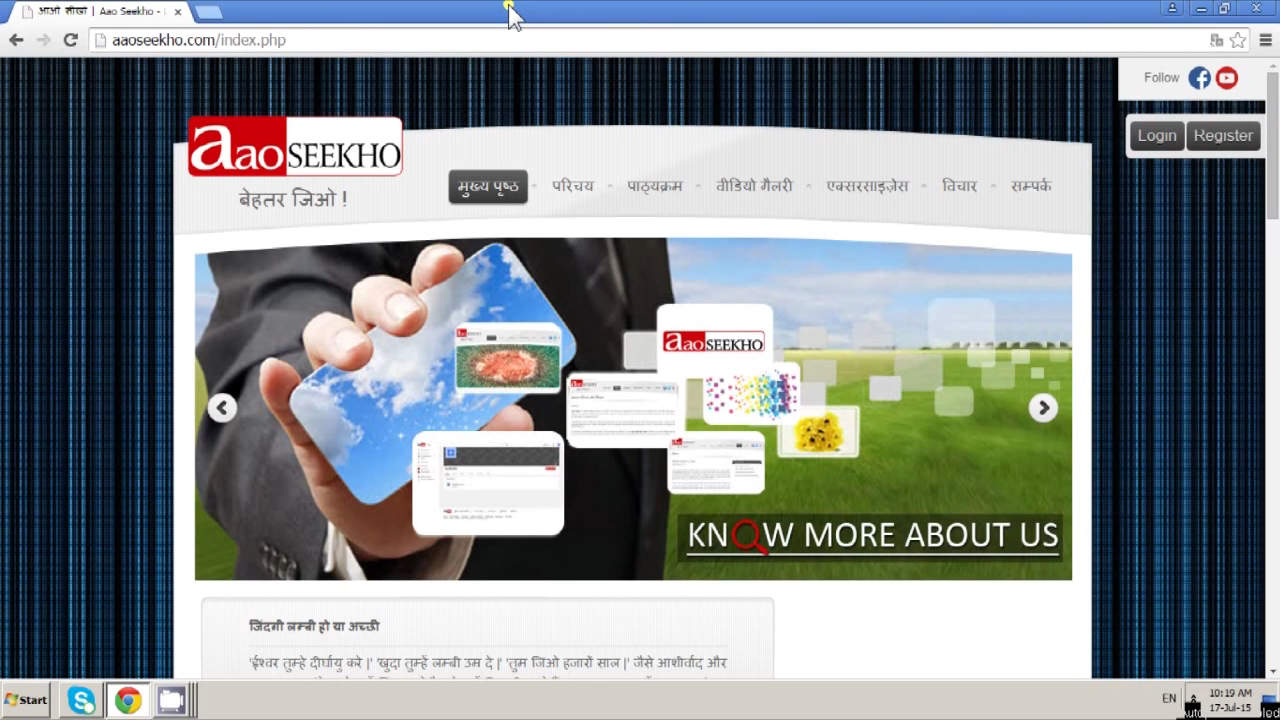 आओ सीखो | Aao Seekho -
aaoseekho.com/index.php
Follow
Login Register
aao SEEKHO
बेहतर जिओ !
मुख्य पृष्ठ परिचय पाठ्यक्रम वीडियो गैलरी एक्सरसाइज़ेस विचार सम्पर्क
aao SEEKHO
KNOW MORE ABOUT US
जिंदगी लम्बी हो या अच्छी
'ईश्वर तुम्हे दीर्घायु करे |' 'खुदा तुम्हें लम्बी उम्र दे |' 'तुम जिओ हजारों साल |' जैसे आशीर्वाद और
Start
EN
10:19 AM
17-Jul-15